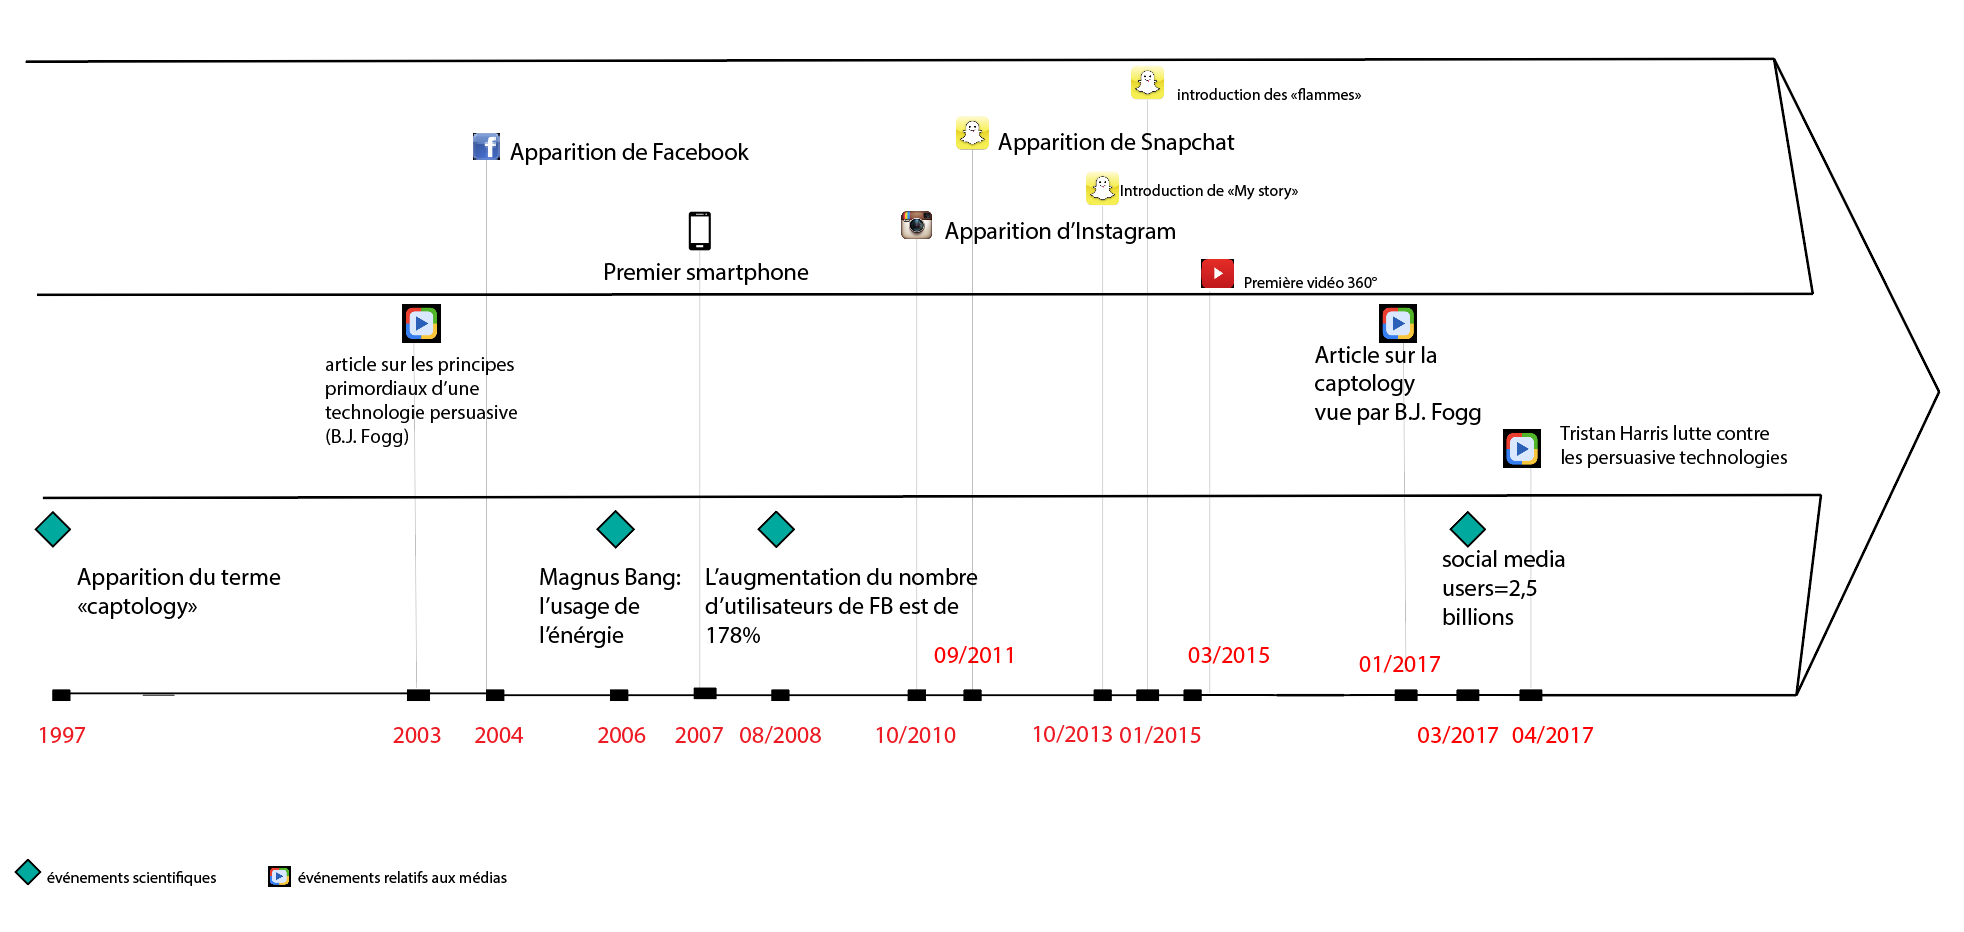 introduction des «flammes»
Apparition de Facebook
Apparition de Snapchat
Introduction de «My story»
Apparition d’Instagram
Premier smartphone
Première vidéo 360°
article sur les principes
primordiaux d’une
technologie persuasive
(B.J. Fogg)
Article sur la
captology
vue par B.J. Fogg
Tristan Harris lutte contre
les persuasive technologies
Apparition du terme
«captology»
Magnus Bang:
l’usage de
l’énérgie
L’augmentation du nombre
d’utilisateurs de FB est de
178%
social media
users=2,5
billions
09/2011
03/2015
01/2017
1997
2003
2004
2006
2007
08/2008
10/2010
10/2013
01/2015
03/2017
04/2017
événements scientifiques
événements relatifs aux médias